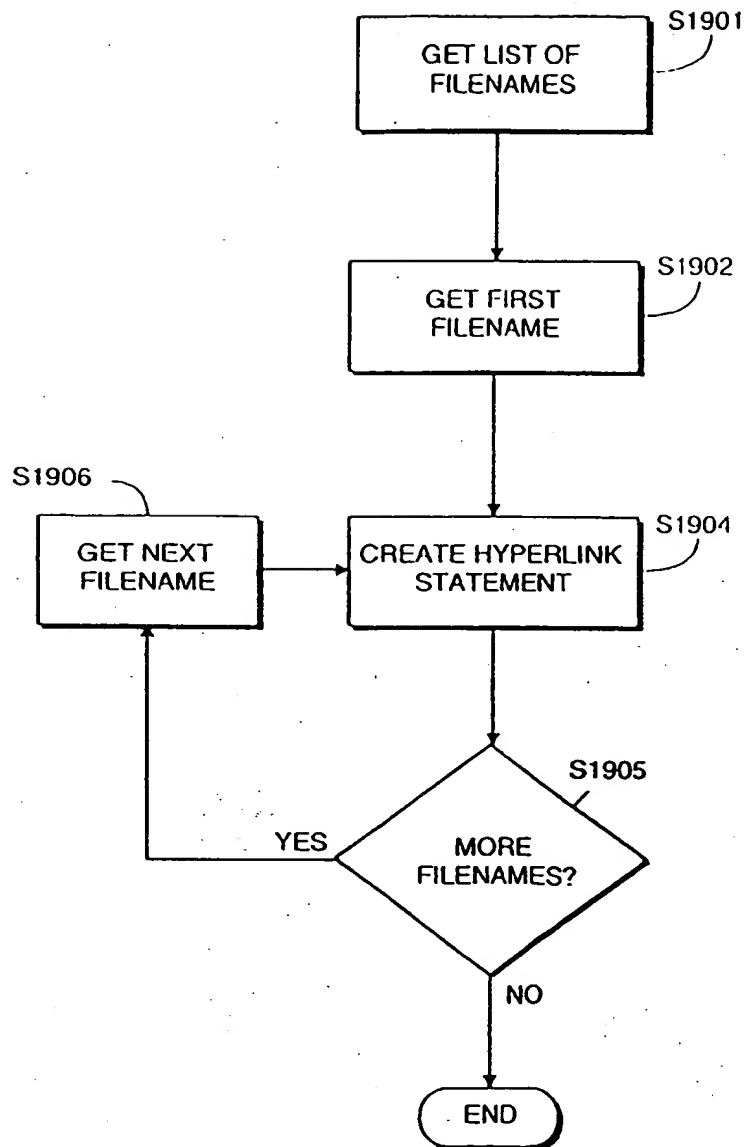 S1901
GET LIST OF
FILENAMES
S1902
GET FIRST
FILENAME
S1906
GET NEXT
FILENAME
S1904
CREATE HYPERLINK
STATEMENT
S1905
YES
MORE
FILENAMES?
NO
END